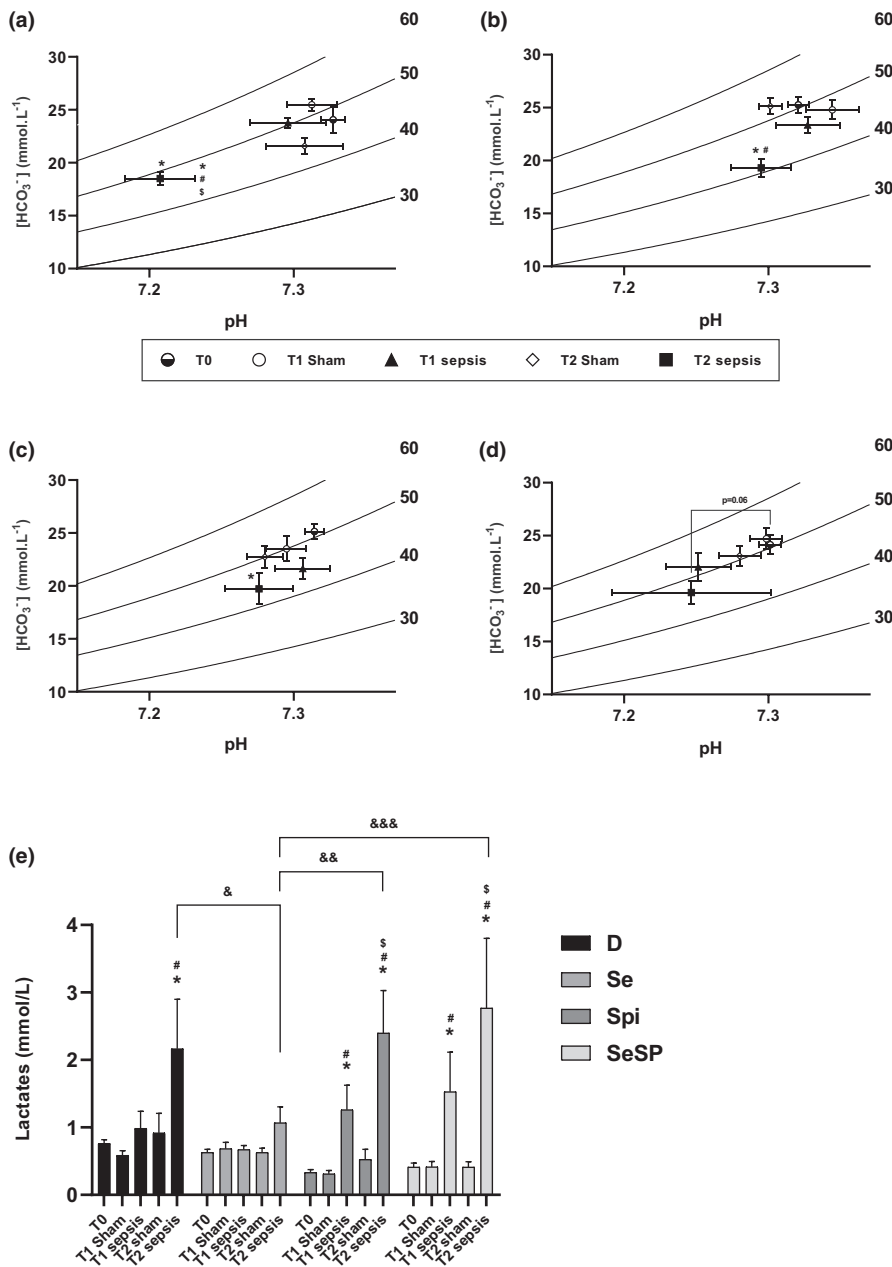 (a)
60
50
40
30
30
25
20
15
10
[HCO₃⁻] (mmol.L⁻¹)
*
*
#
$
7.2
7.3
pH
(b)
60
50
40
30
30
25
20
15
10
[HCO₃⁻] (mmol.L⁻¹)
* #
7.2
7.3
pH
T0
T1 Sham
T1 sepsis
T2 Sham
T2 sepsis
(c)
60
50
40
30
30
25
20
15
10
[HCO₃⁻] (mmol.L⁻¹)
*
7.2
7.3
pH
(d)
60
50
40
30
30
25
20
15
10
[HCO₃⁻] (mmol.L⁻¹)
p=0.06
7.2
7.3
pH
(e)
&&&
&&
&
4
3
2
1
0
Lactates (mmol/L)
#
*
#
*
$
#
*
#
*
$
#
*
T0
T1 Sham
T1 sepsis
T2 sham
T2 sepsis
T0
T1 Sham
T1 sepsis
T2 sham
T2 sepsis
T0
T1 Sham
T1 sepsis
T2 sham
T2 sepsis
T0
T1 Sham
T1 sepsis
T2 sham
T2 sepsis
D
Se
Spi
SeSP